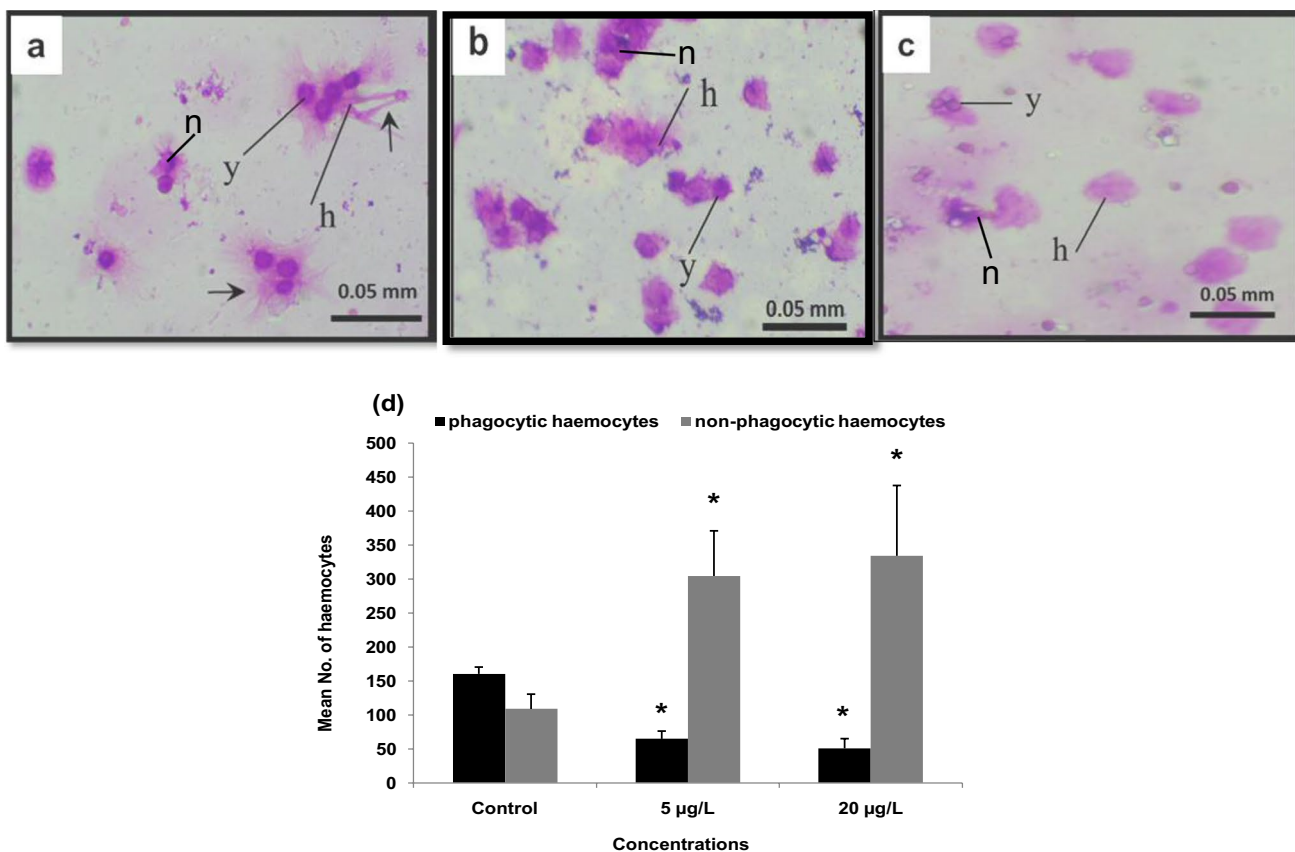 a
n
y
h
0.05 mm
b
n
h
y
0.05 mm
c
y
n
h
0.05 mm
(d)
phagocytic haemocytes non-phagocytic haemocytes
500
450
400
350
300
250
200
150
100
50
0
* * * *
Mean No. of haemocytes
Control 5 µg/L 20 µg/L
Concentrations